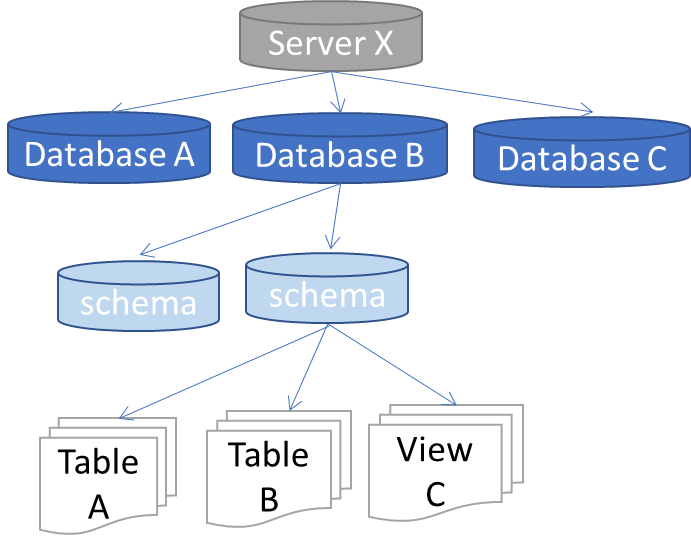 Server X
Database A
Database B
Database C
schema
schema
Table
A
Table
B
View
C